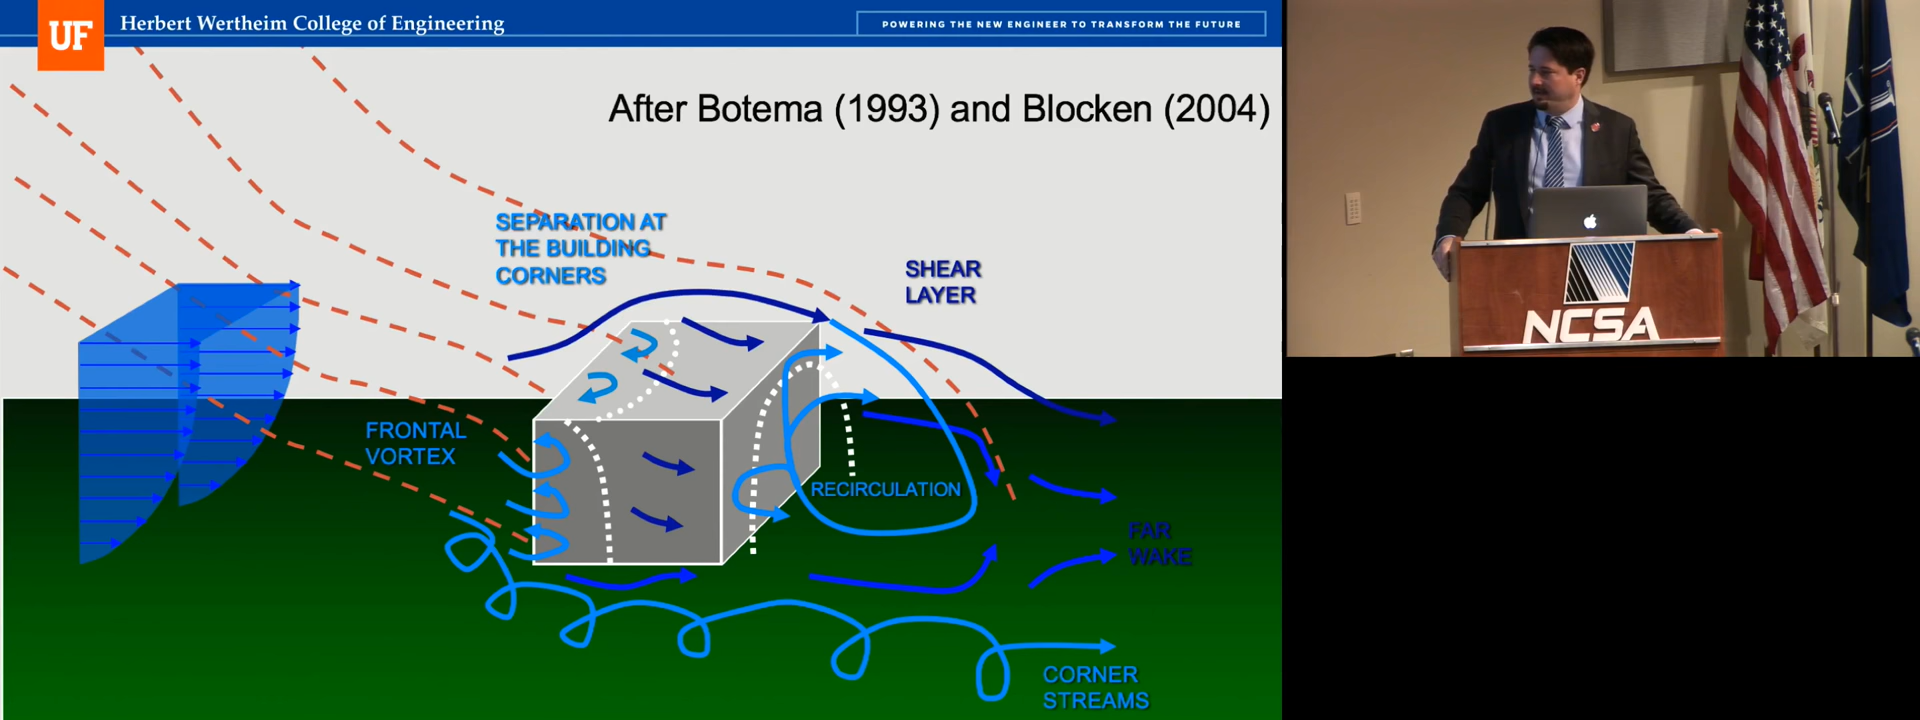 UF
Herbert Wertheim College of Engineering
POWERING THE NEW ENGINEER TO TRANSFORM THE FUTURE
After Botema (1993) and Blocken (2004)
SEPARATION AT
THE BUILDING
CORNERS
SHEAR
LAYER
FRONTAL
VORTEX
RECIRCULATION
FAR
WAKE
CORNER
STREAMS
NCSA